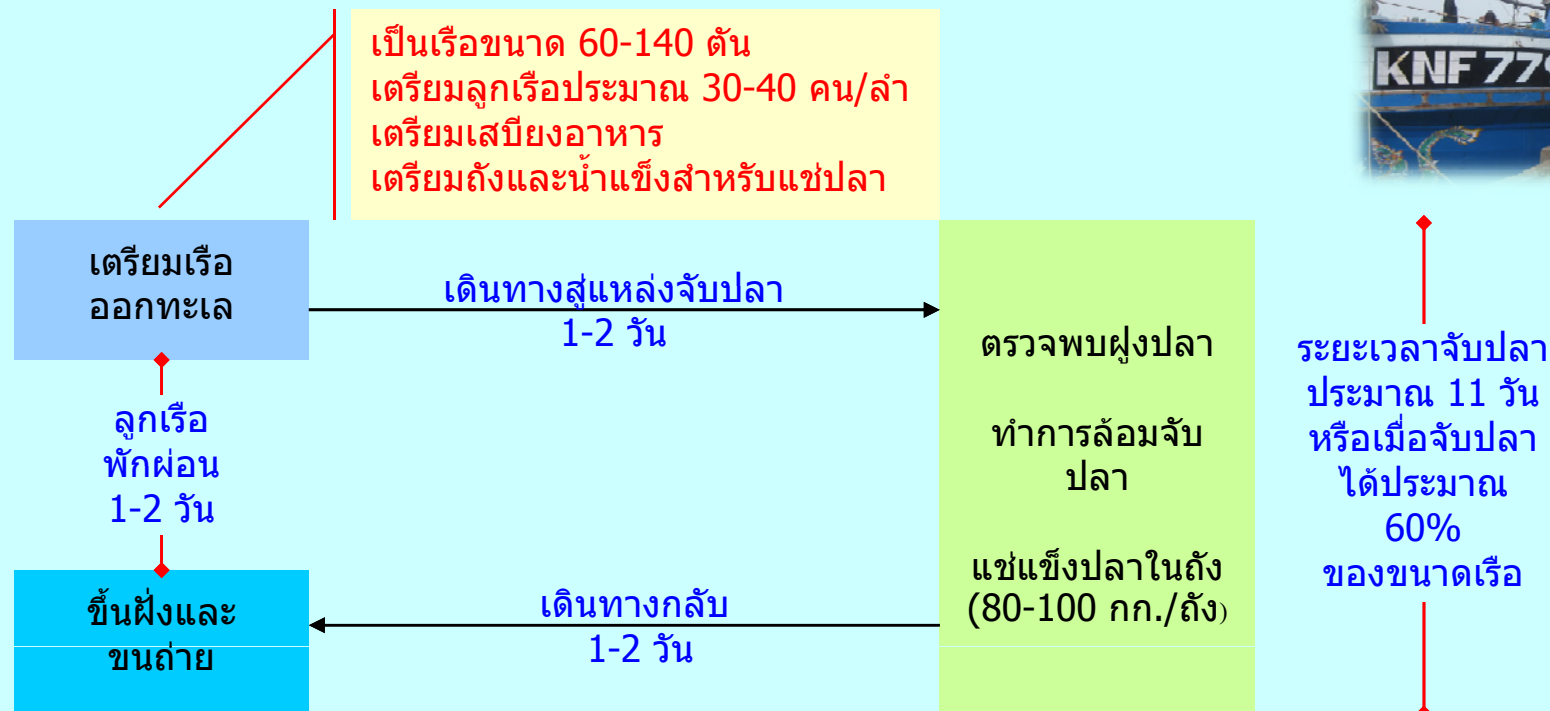 เป็นเรือขนาด 60-140 ตัน
เตรียมลูกเรือประมาณ 30-40 คน/ลำ
เตรียมเสบียงอาหาร
เตรียมถังและน้ำแข็งสำหรับแช่ปลา
KNF 779
เตรียมเรือ
ออกทะเล
เดินทางสู่แหล่งจับปลา
1-2 วัน
ตรวจพบฝูงปลา
ทำการล้อมจับ
ปลา
แช่แข็งปลาในถัง
(80-100 กก./ถัง)
ระยะเวลาจับปลา
ประมาณ 11 วัน
หรือเมื่อจับปลา
ได้ประมาณ
60%
ของขนาดเรือ
ลูกเรือ
พักผ่อน
1-2 วัน
ขึ้นฝั่งและ
ขนถ่าย
เดินทางกลับ
1-2 วัน